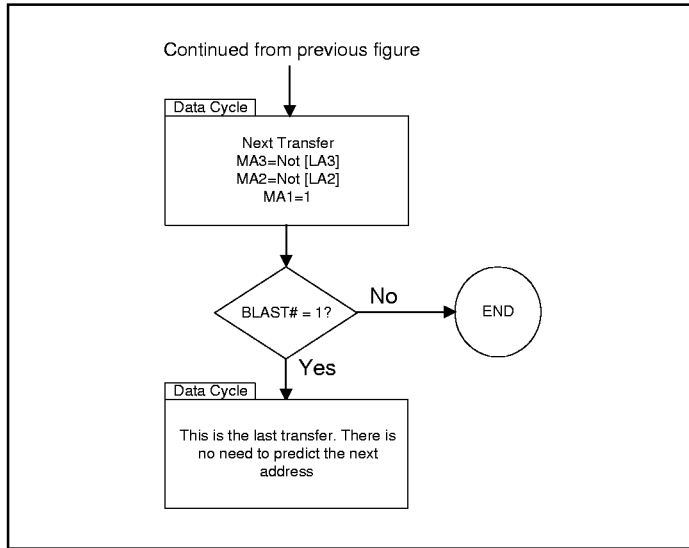 Continued from previous figure
Data Cycle
Next Transfer
MA3=Not [LA3]
MA2=Not [LA2]
MA1=1
BLAST# = 1?
No
END
Yes
Data Cycle
This is the last transfer. There is
no need to predict the next
address